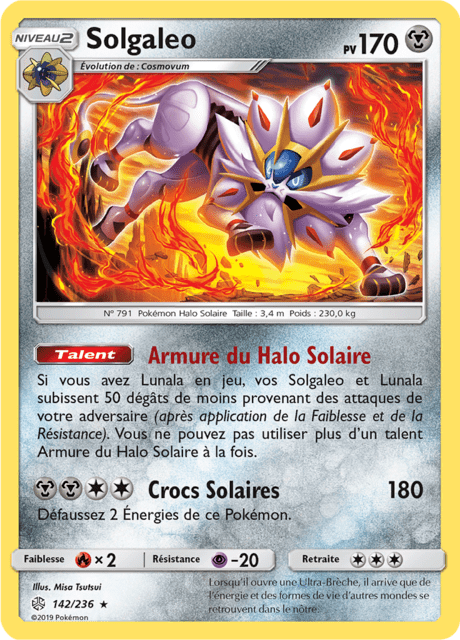 NIVEAU 2
Solgaleo
PV 170
Évolution de : Cosmovum
N° 791 Pokémon Halo Solaire Taille : 3,4 m Poids : 230,0 kg
Talent Armure du Halo Solaire
Si vous avez Lunala en jeu, vos Solgaleo et Lunala
subissent 50 dégâts de moins provenant des attaques de
votre adversaire (après application de la Faiblesse et de la
Résistance). Vous ne pouvez pas utiliser plus d'un talent
Armure du Halo Solaire à la fois.
Crocs Solaires 180
Défaussez 2 Énergies de ce Pokémon.
Faiblesse × 2 Résistance -20 Retraite
Illus. Misa Tsutsui
142/236 ★
©2019 Pokémon
Lorsqu'il ouvre une Ultra-Brèche, il arrive que de
l'énergie et des formes de vie d'autres mondes se
retrouvent dans le nôtre.